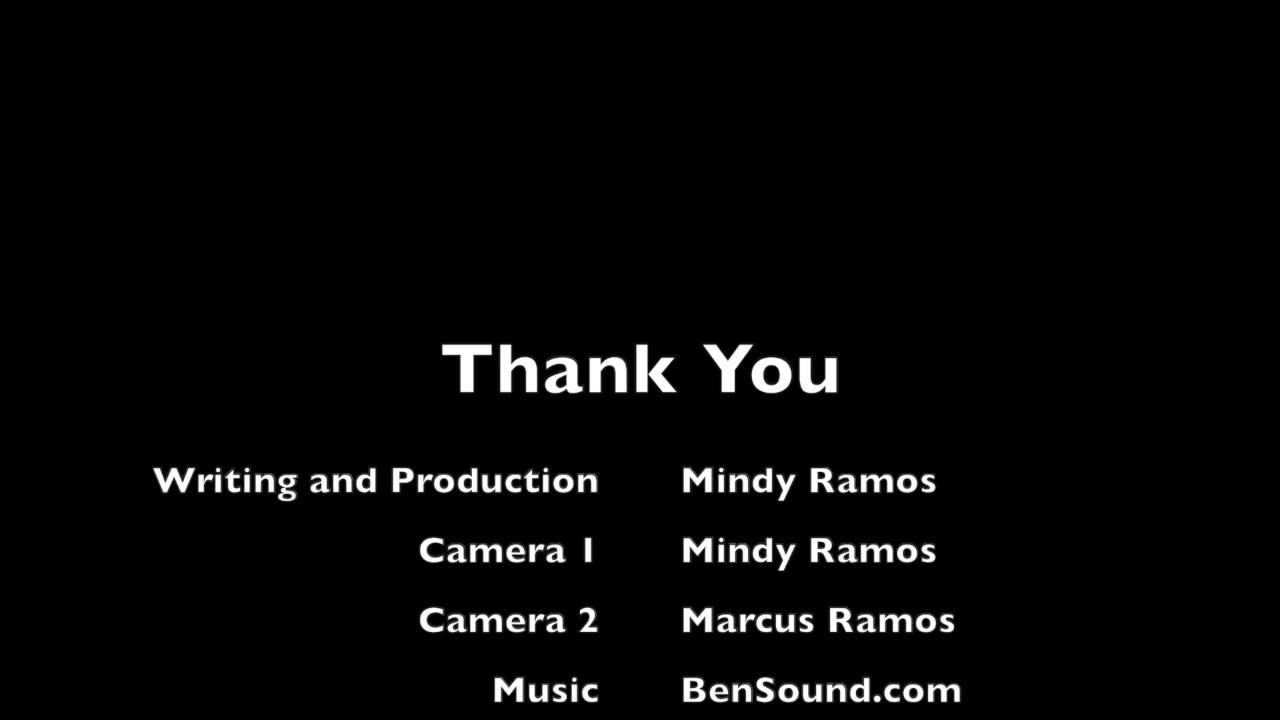 Thank You
Writing and Production Mindy Ramos
Camera 1 Mindy Ramos
Camera 2 Marcus Ramos
Music BenSound.com